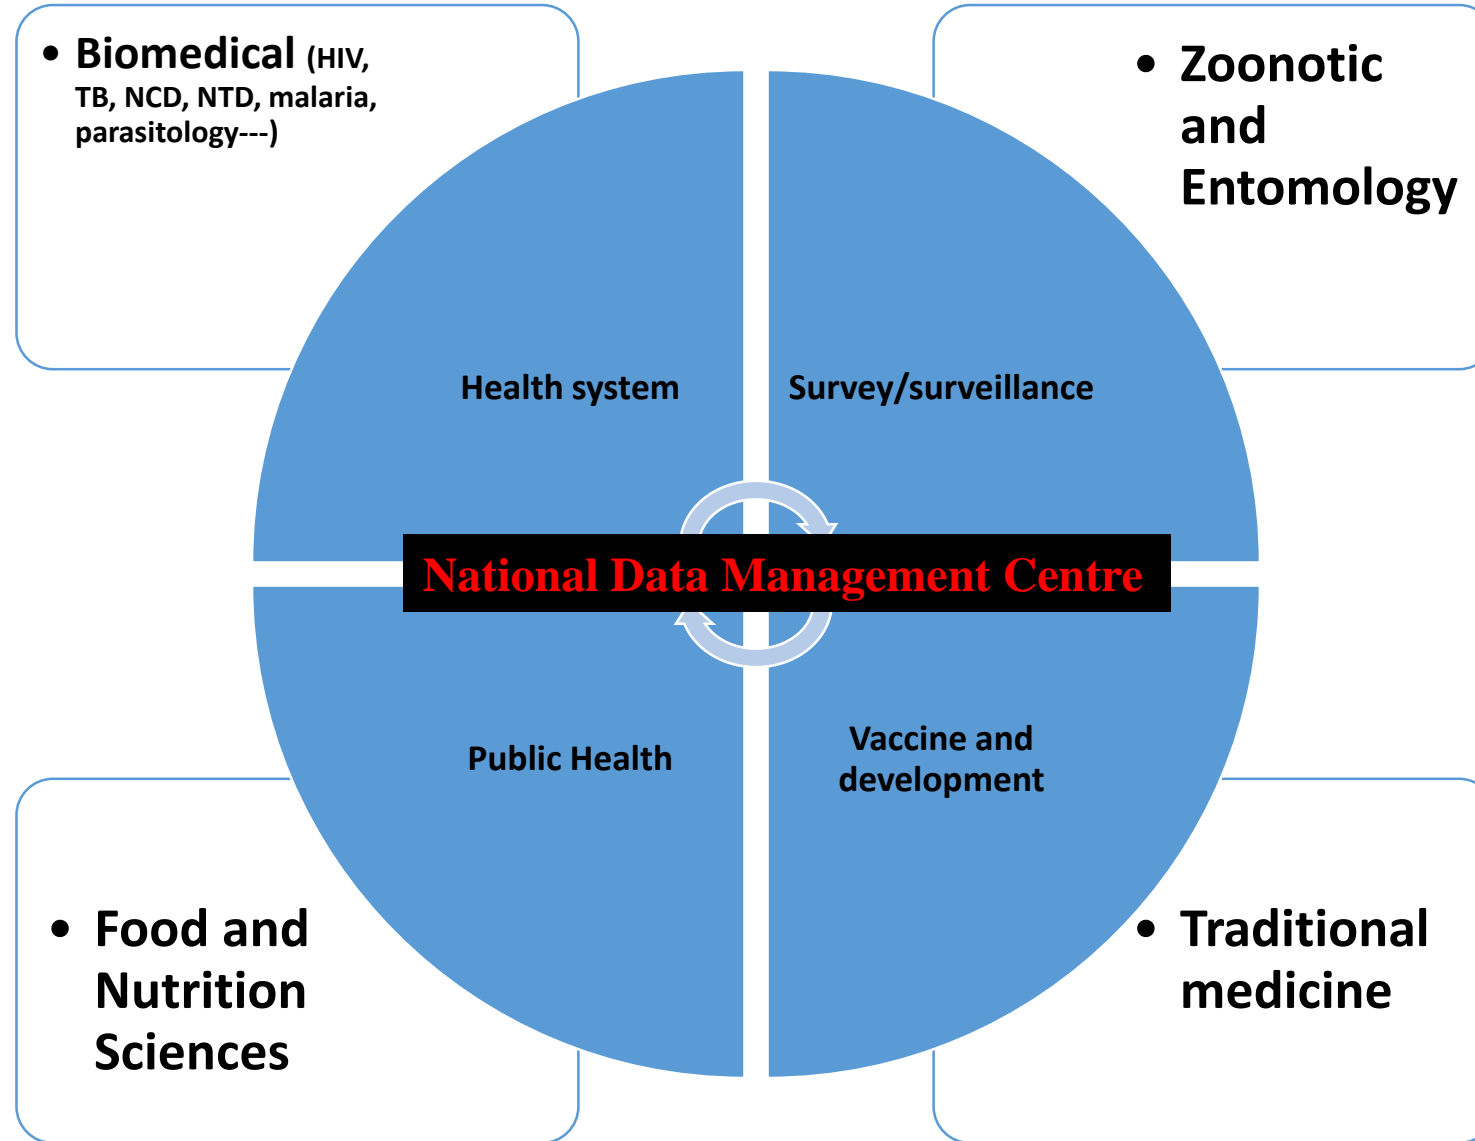 • Biomedical (HIV,
TB, NCD, NTD, malaria,
parasitology---)
• Zoonotic
and
Entomology
Health system
Survey/surveillance
National Data Management Centre
Public Health
Vaccine and
development
• Food and
Nutrition
Sciences
• Traditional
medicine